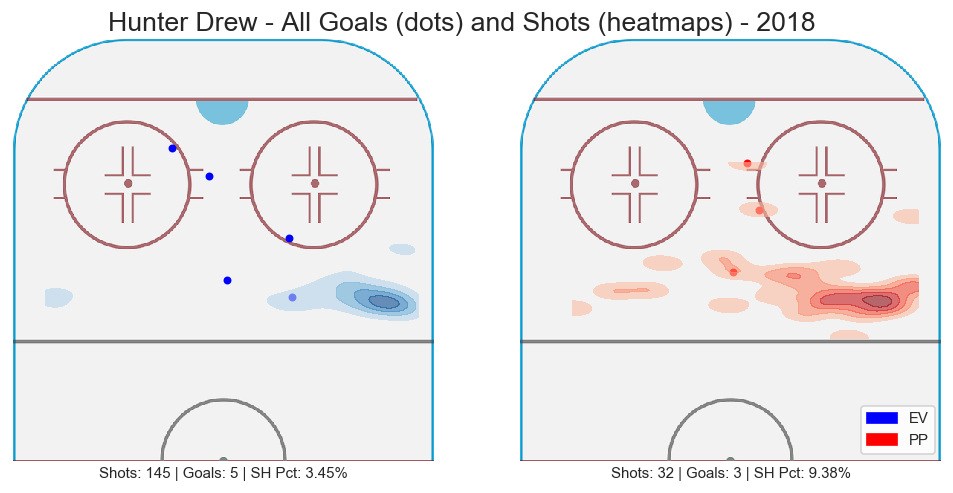 Hunter Drew - All Goals (dots) and Shots (heatmaps) - 2018
EV
PP
Shots: 145 | Goals: 5 | SH Pct: 3.45%
Shots: 32 | Goals: 3 | SH Pct: 9.38%